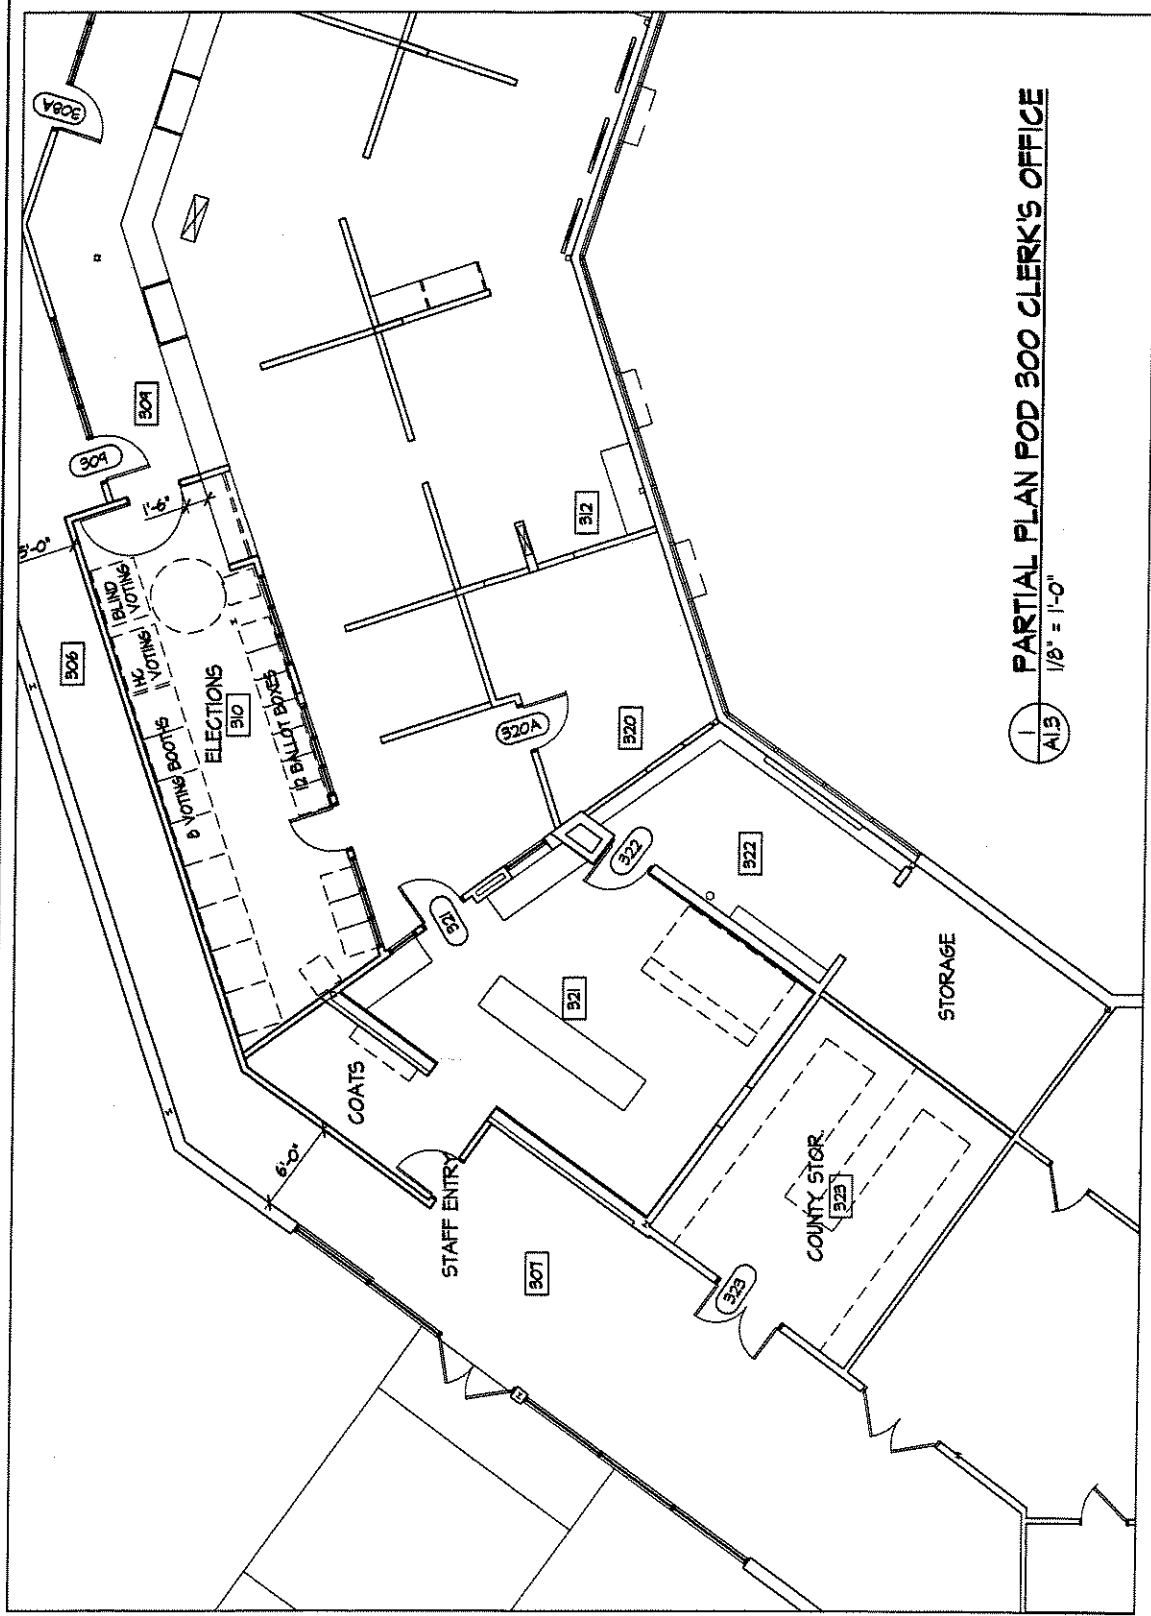 308A
309
309
5'-0"
1'-6"
306
BLIND
VOTING
HC
VOTING
8 VOTING BOOTHS
ELECTIONS
310
12 BALLOT BOXES
312
320A
320
321
322
322
321
COATS
STORAGE
6'-0"
STAFF ENTRY
307
COUNTY STOR.
323
323
1
A1.3
PARTIAL PLAN POD 300 CLERK'S OFFICE
1/8" = 1'-0"